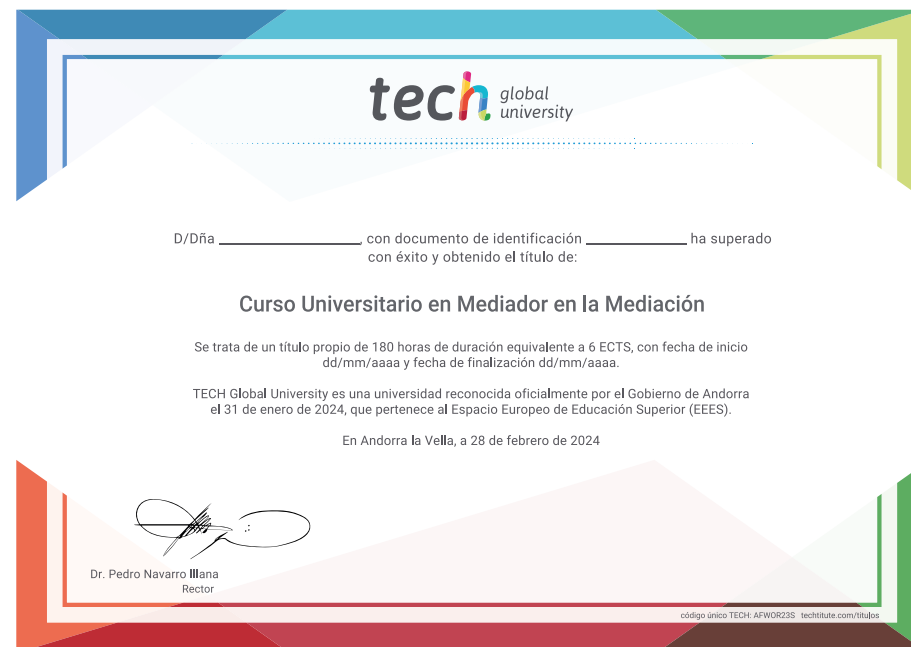 tech global university
D/Dña ____________________, con documento de identificación ______________ ha superado
con éxito y obtenido el título de:
Curso Universitario en Mediador en la Mediación
Se trata de un título propio de 180 horas de duración equivalente a 6 ECTS, con fecha de inicio
dd/mm/aaaa y fecha de finalización dd/mm/aaaa.
TECH Global University es una universidad reconocida oficialmente por el Gobierno de Andorra
el 31 de enero de 2024, que pertenece al Espacio Europeo de Educación Superior (EEES).
En Andorra la Vella, a 28 de febrero de 2024
Dr. Pedro Navarro Illana
Rector
código único TECH: AFWOR23S techtitute.com/titulos